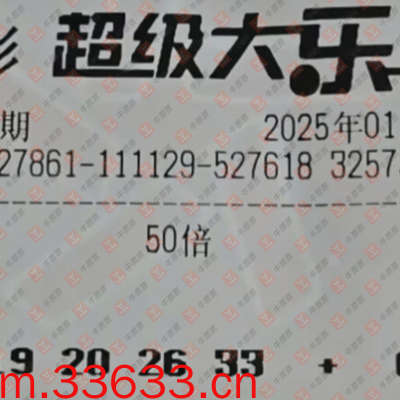 彩 超级大乐
期 2025年01
27861-111129-527618 3257
50倍
9 20 26 33 +
m.33633.cn